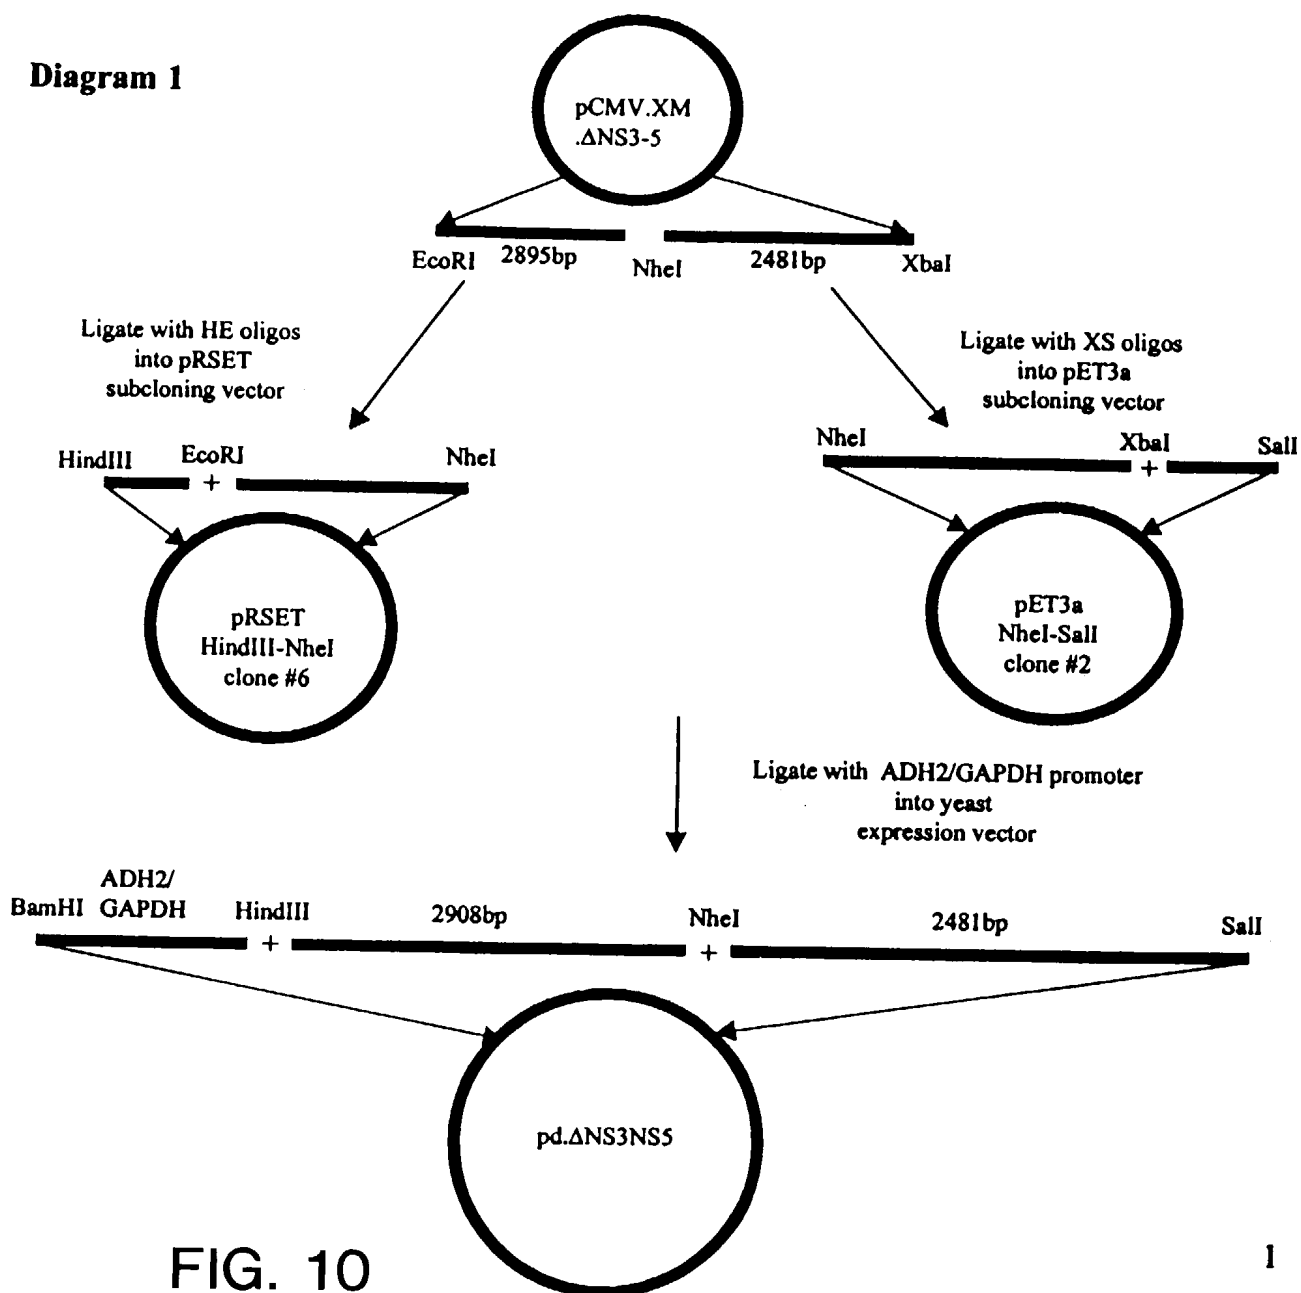 Diagram 1
pCMV.XM
.ΔNS3-5
EcoRI
2895bp
NheI
2481bp
XbaI
Ligate with HE oligos
into pRSET
subcloning vector
Ligate with XS oligos
into pET3a
subcloning vector
HindIII
EcoRI
+
NheI
NheI
XbaI
+
SalI
pRSET
HindIII-NheI
clone #6
pET3a
NheI-SalI
clone #2
Ligate with ADH2/GAPDH promoter
into yeast
expression vector
BamHI
ADH2/
GAPDH
HindIII
+
2908bp
NheI
+
2481bp
SalI
pd.ΔNS3NS5
FIG. 10
1